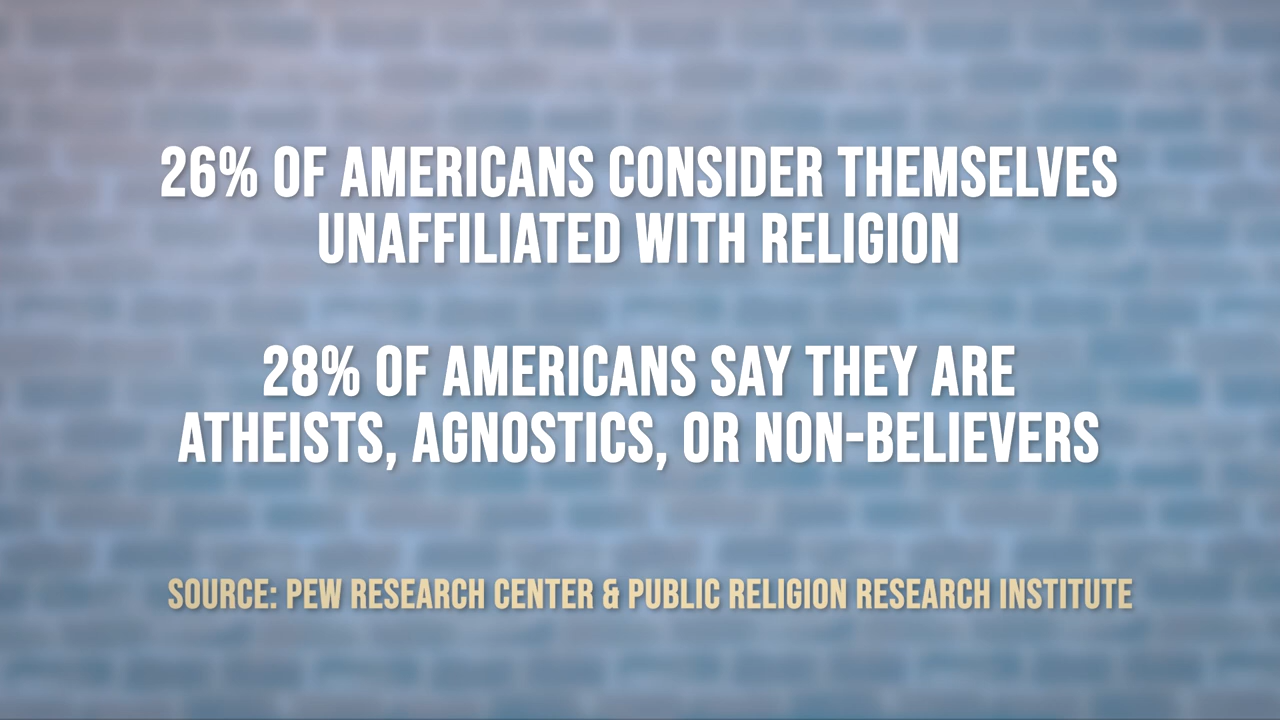 26% OF AMERICANS CONSIDER THEMSELVES
UNAFFILIATED WITH RELIGION
28% OF AMERICANS SAY THEY ARE
ATHEISTS, AGNOSTICS, OR NON-BELIEVERS
SOURCE: PEW RESEARCH CENTER & PUBLIC RELIGION RESEARCH INSTITUTE